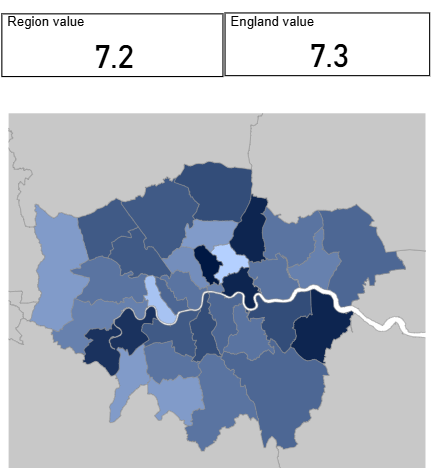 Region value
7.2
England value
7.3